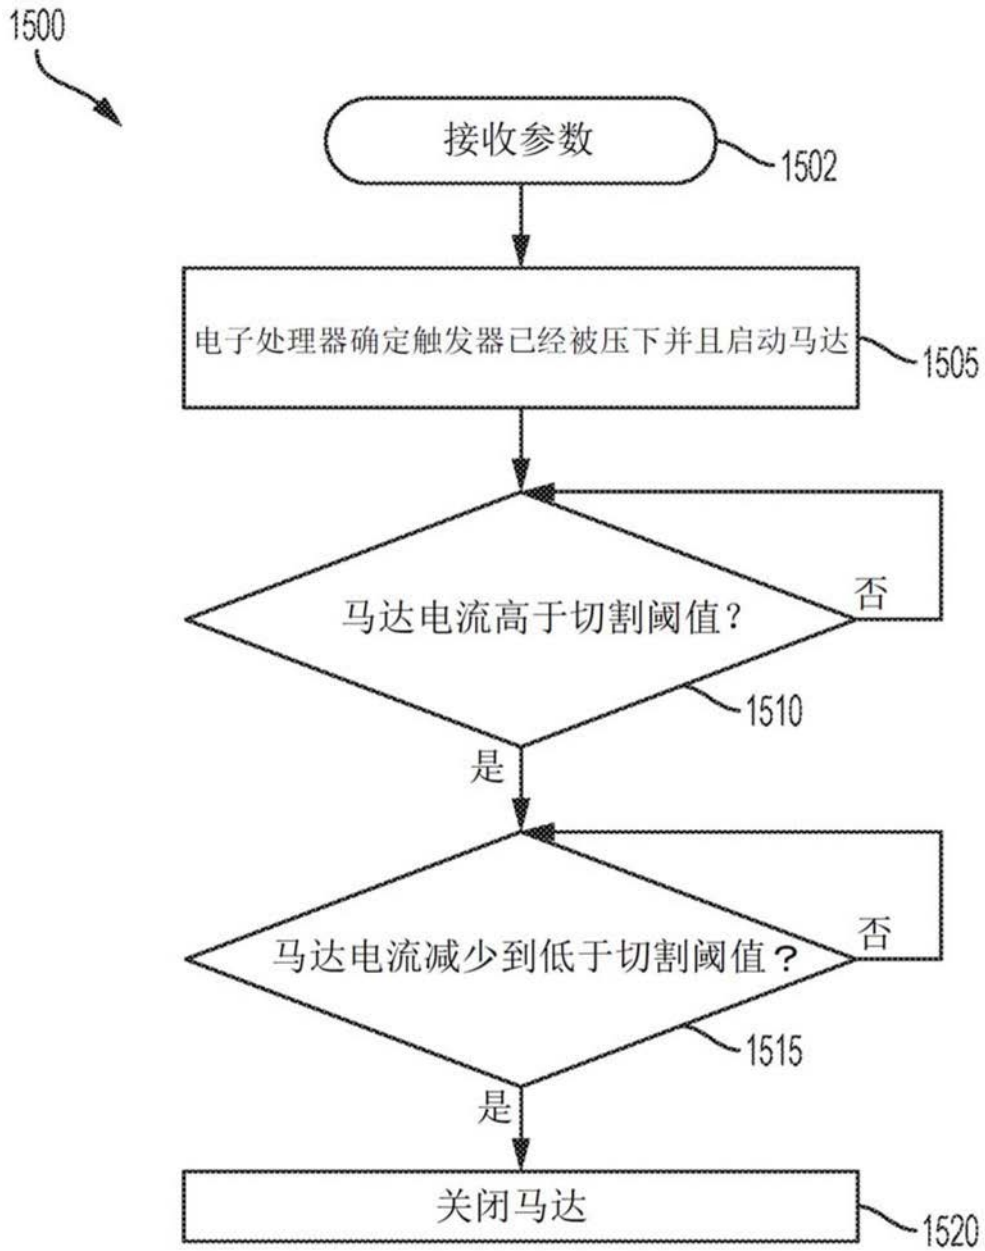 1500
接收参数
1502
电子处理器确定触发器已经被压下并且启动马达
1505
马达电流高于切割阈值？
否
1510
是
马达电流减少到低于切割阈值？
否
1515
是
关闭马达
1520